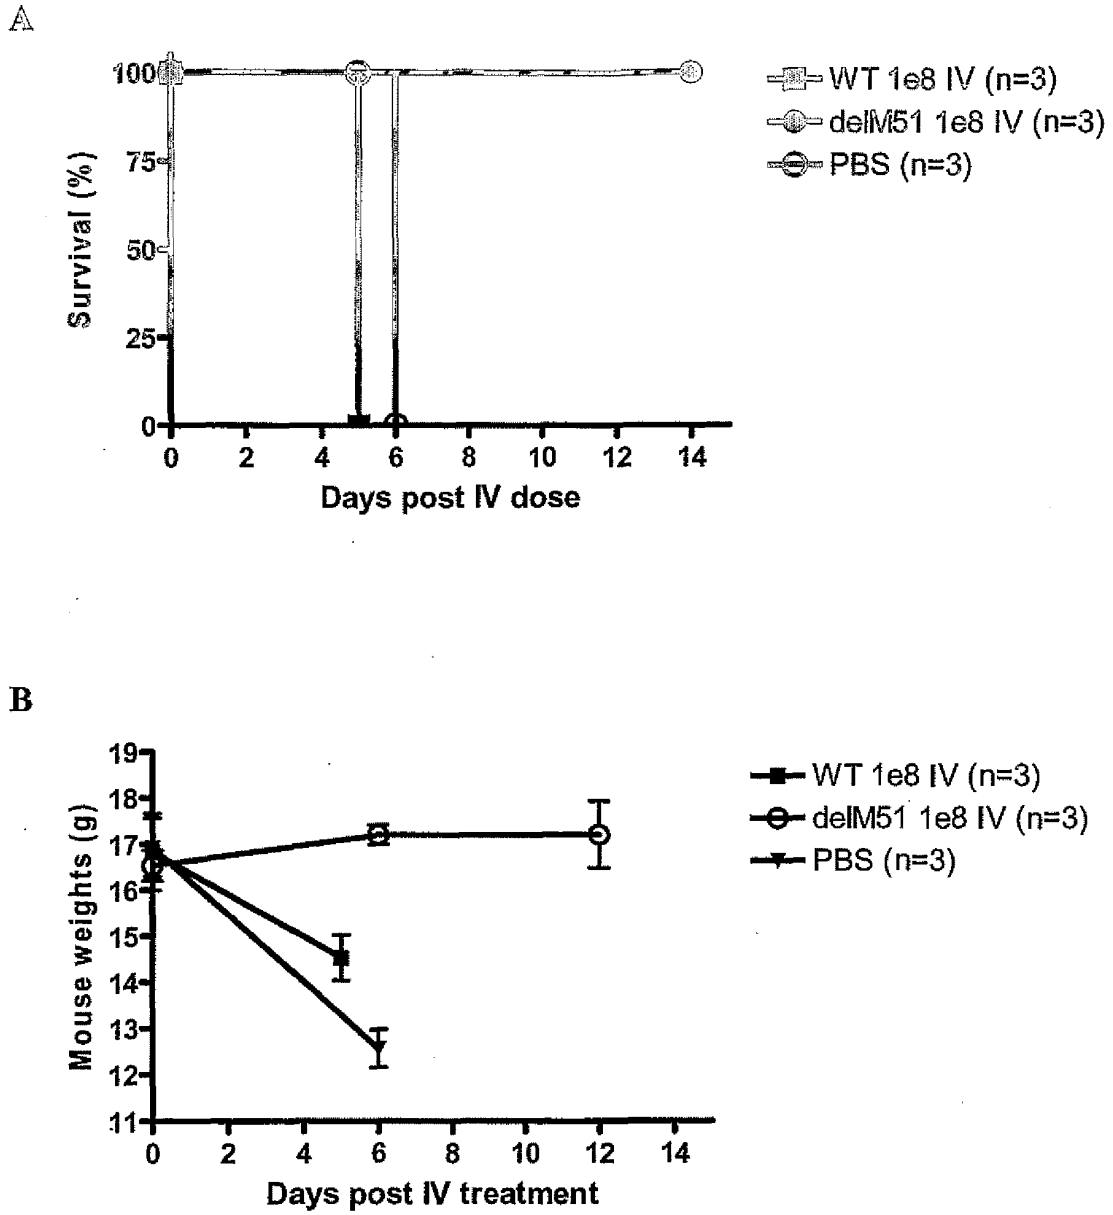 A
100
75
50
25
0
Survival (%)
0 2 4 6 8 10 12 14
Days post IV dose
WT 1e8 IV (n=3)
delM51 1e8 IV (n=3)
PBS (n=3)
B
19
18
17
16
15
14
13
12
11
Mouse weights (g)
0 2 4 6 8 10 12 14
Days post IV treatment
WT 1e8 IV (n=3)
delM51 1e8 IV (n=3)
PBS (n=3)